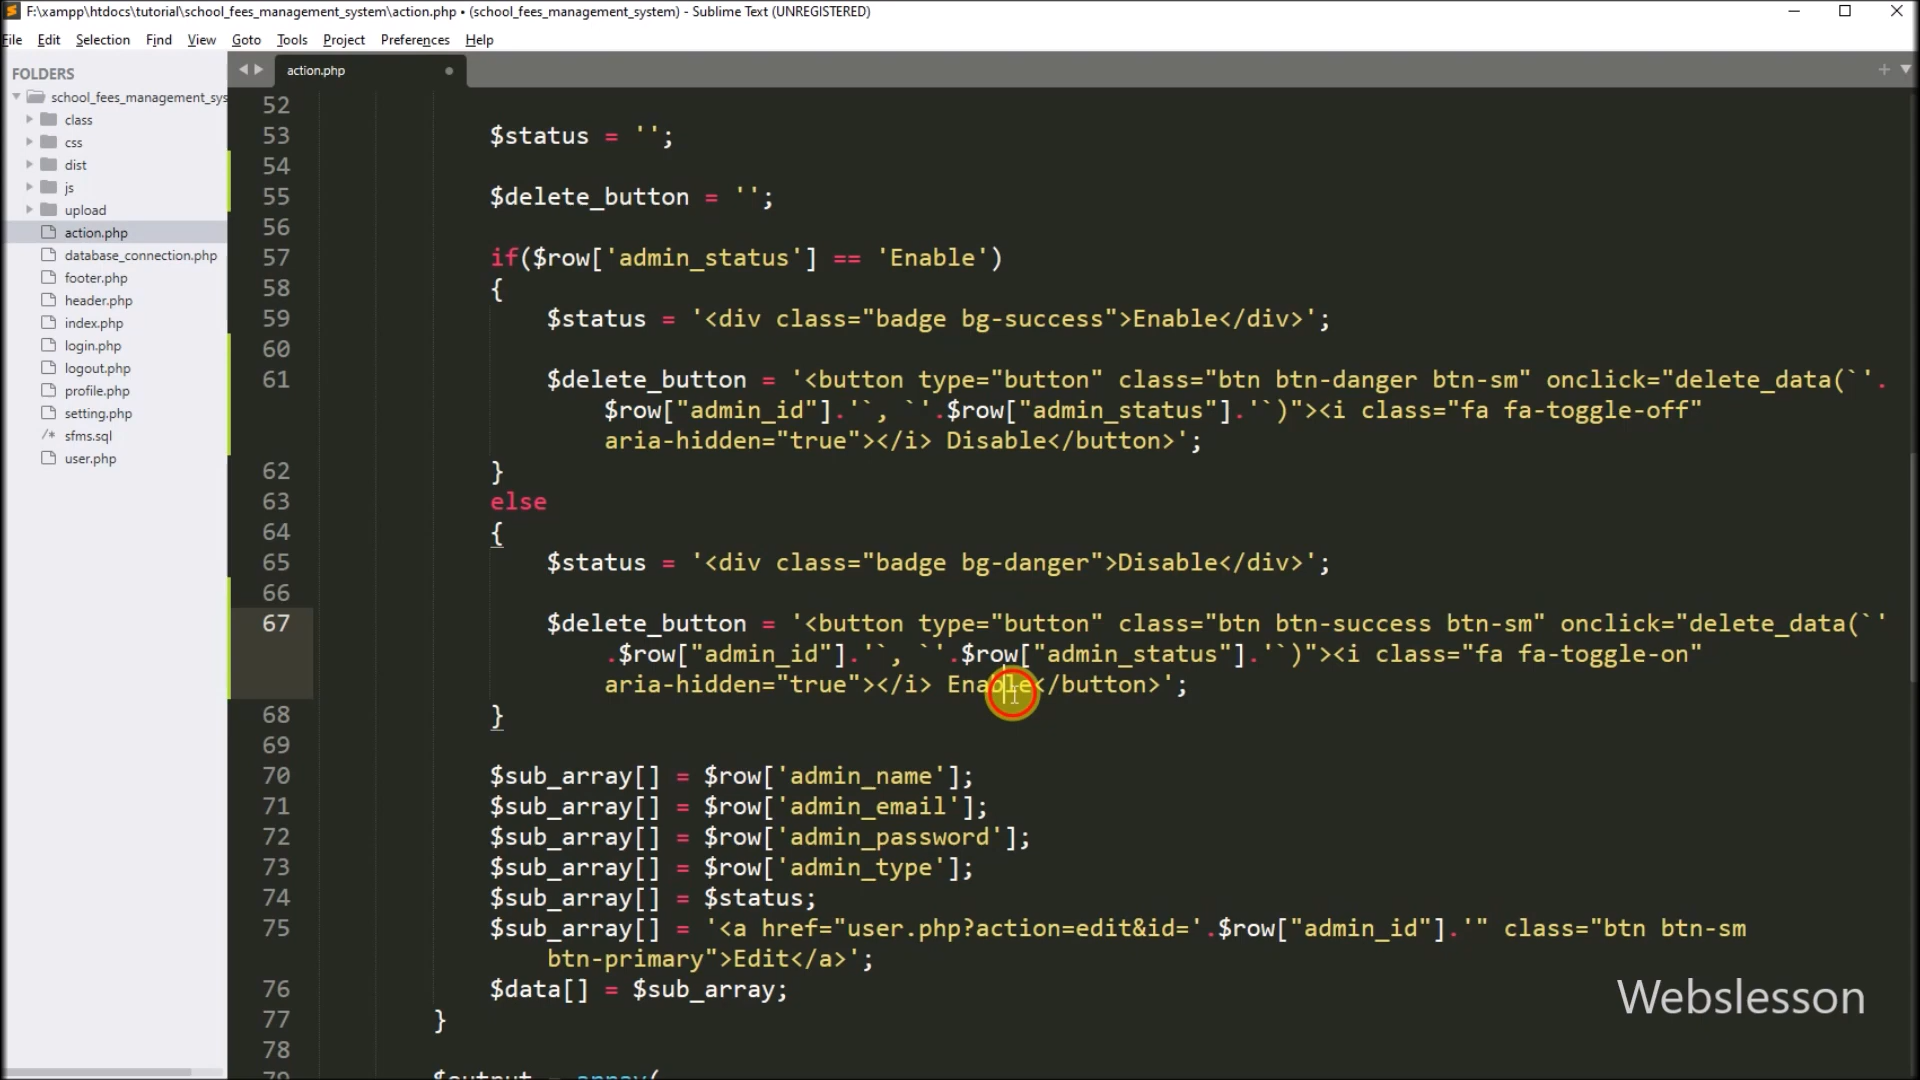 F:\xampp\htdocs\tutorial\school_fees_management_system\action.php • (school_fees_management_system) - Sublime Text (UNREGISTERED)
File Edit Selection Find View Goto Tools Project Preferences Help
FOLDERS
school_fees_management_sys
class
css
dist
js
upload
action.php
database_connection.php
footer.php
header.php
index.php
login.php
logout.php
profile.php
setting.php
/* sfms.sql
user.php
action.php
52
53 $status = '';
54
55 $delete_button = '';
56
57 if($row['admin_status'] == 'Enable')
58 {
59 $status = '<div class="badge bg-success">Enable</div>';
60
61 $delete_button = '<button type="button" class="btn btn-danger btn-sm" onclick="delete_data(`'.
$row["admin_id"].'`, `'.$row["admin_status"].'`)"><i class="fa fa-toggle-off"
aria-hidden="true"></i> Disable</button>';
62 }
63 else
64 {
65 $status = '<div class="badge bg-danger">Disable</div>';
66
67 $delete_button = '<button type="button" class="btn btn-success btn-sm" onclick="delete_data(`'
.$row["admin_id"].'`, `'.$row["admin_status"].'`)"><i class="fa fa-toggle-on"
aria-hidden="true"></i> Enable</button>';
68 }
69
70 $sub_array[] = $row['admin_name'];
71 $sub_array[] = $row['admin_email'];
72 $sub_array[] = $row['admin_password'];
73 $sub_array[] = $row['admin_type'];
74 $sub_array[] = $status;
75 $sub_array[] = '<a href="user.php?action=edit&id='.$row["admin_id"].'" class="btn btn-sm
btn-primary">Edit</a>';
76 $data[] = $sub_array;
77 }
78
79 $output = array(
Webslesson